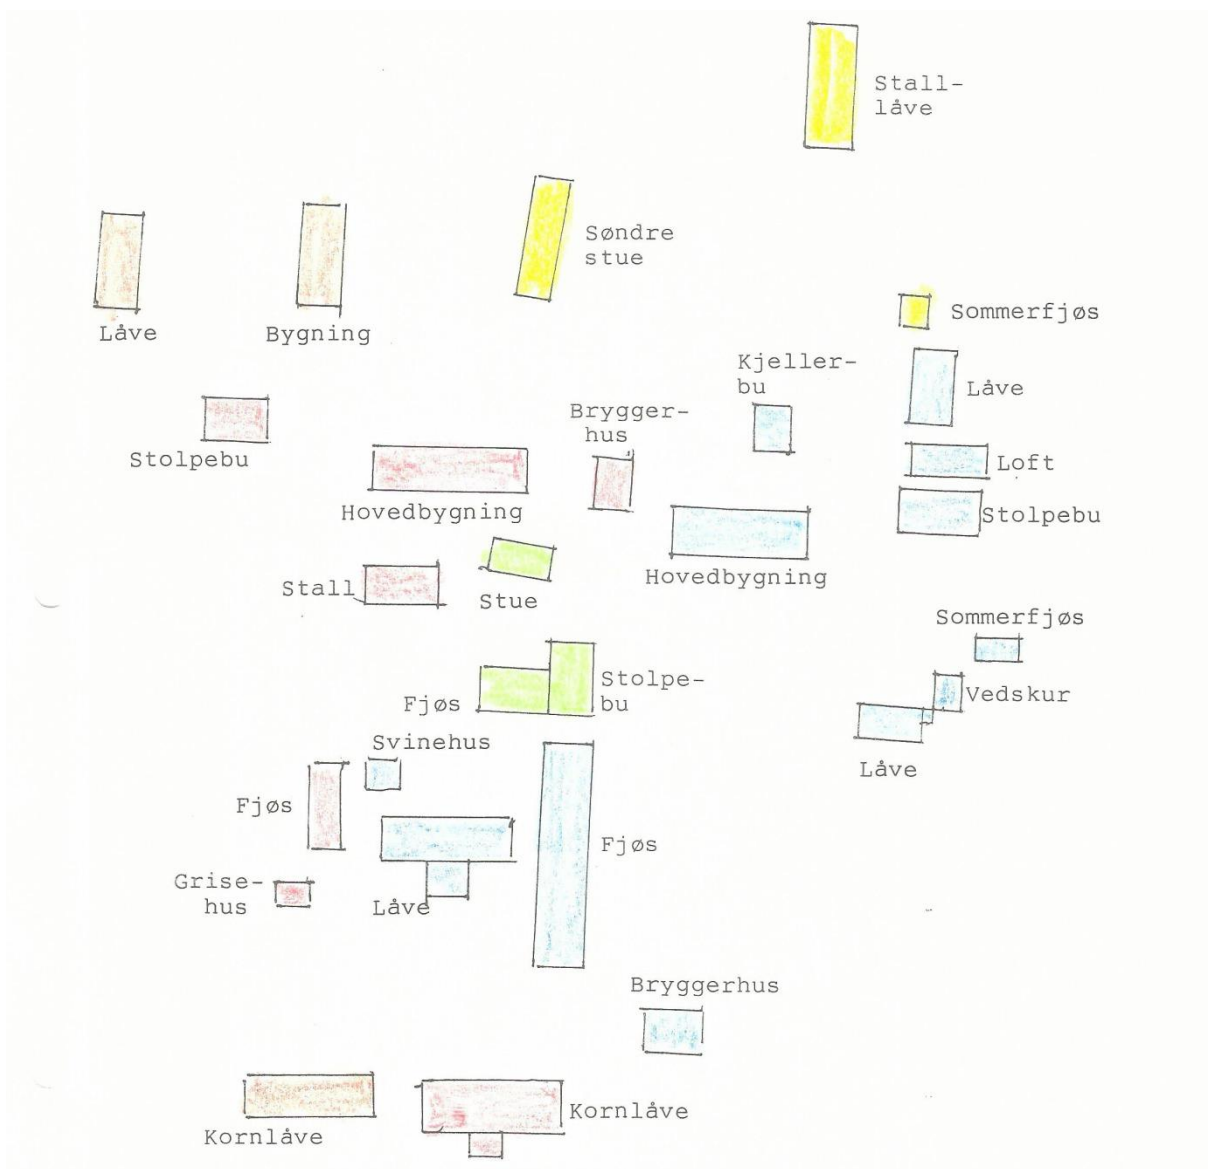 Stall-
låve
Søndre
stue
Låve
Bygning
Sommerfjøs
Kjeller-
bu
Låve
Brygger-
hus
Stolpebu
Loft
Hovedbygning
Stolpebu
Hovedbygning
Stall
Stue
Sommerfjøs
Stolpe-
bu
Fjøs
Vedskur
Svinehus
Låve
Fjøs
Fjøs
Grise-
hus
Låve
Bryggerhus
Kornlåve
Kornlåve